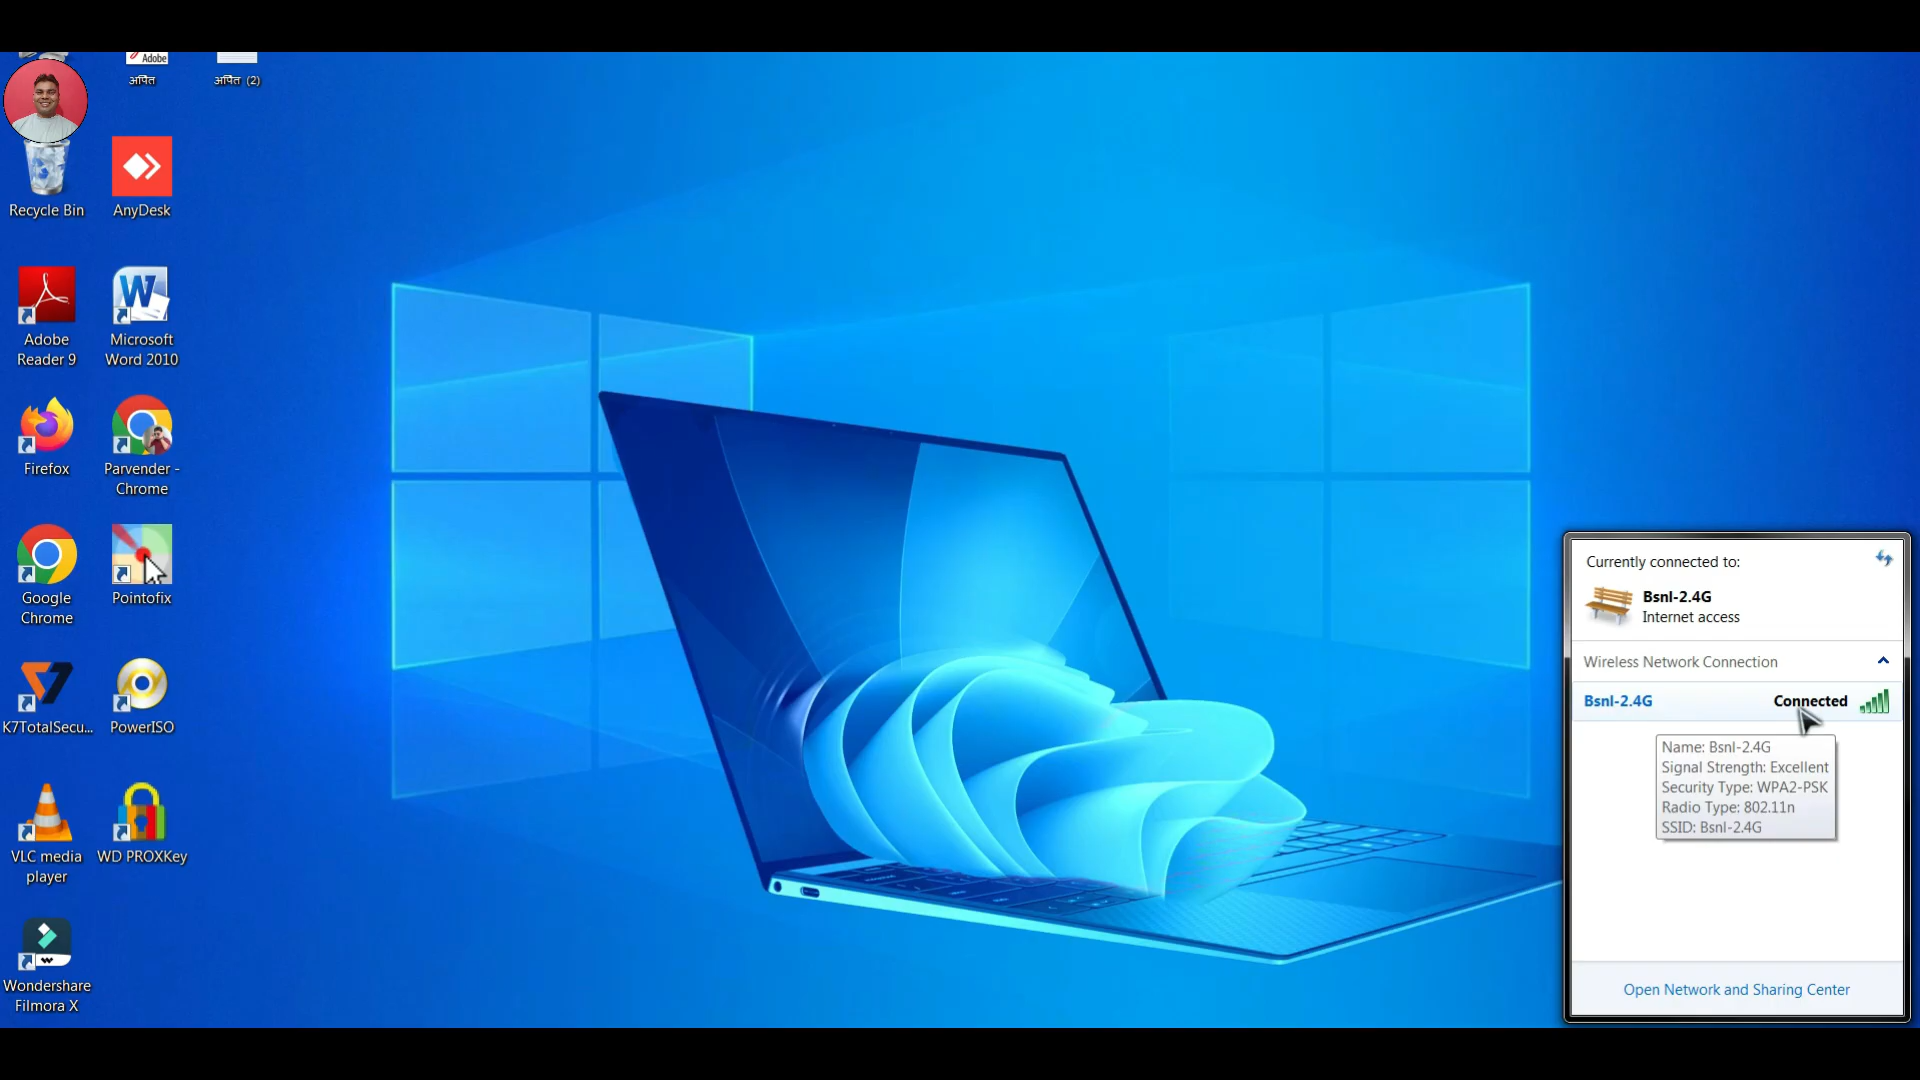 Adobe
अर्पित
अर्पित (2)
Recycle Bin
AnyDesk
Adobe
Reader 9
Microsoft
Word 2010
Firefox
Parvender -
Chrome
Google
Chrome
Pointofix
K7TotalSecu...
PowerISO
VLC media
player
WD PROXKey
Wondershare
Filmora X
Currently connected to:
Bsnl-2.4G
Internet access
Wireless Network Connection
Bsnl-2.4G
Connected
Name: Bsnl-2.4G
Signal Strength: Excellent
Security Type: WPA2-PSK
Radio Type: 802.11n
SSID: Bsnl-2.4G
Open Network and Sharing Center